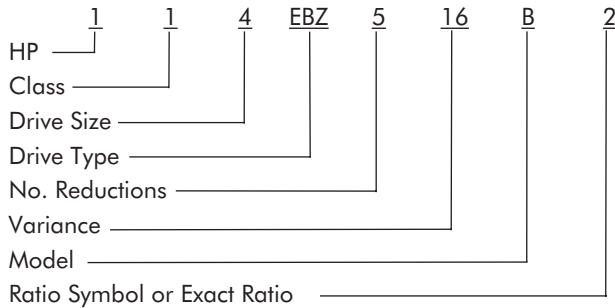 1 1 4 EBZ 5 16 B 2
HP
Class
Drive Size
Drive Type
No. Reductions
Variance
Model
Ratio Symbol or Exact Ratio